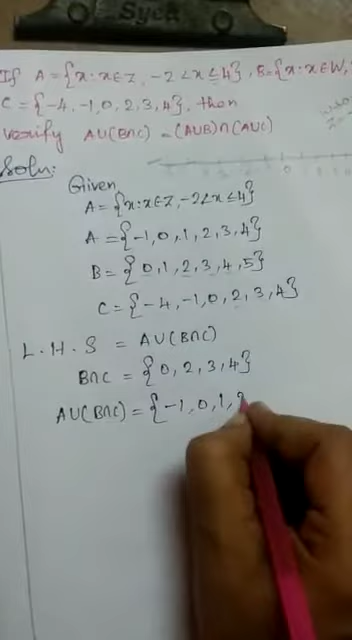 Syed
If A = {x : x ∈ Z, -2 < x ≤ 4}, B = {x : x ∈ W,
C = {-4, -1, 0, 2, 3, 4}, then
verify A∪(B∩C) = (A∪B)∩(A∪C)
Soln:
Given
A = {x : x ∈ Z, -2 < x ≤ 4}
A = {-1, 0, 1, 2, 3, 4}
B = {0, 1, 2, 3, 4, 5}
C = {-4, -1, 0, 2, 3, 4}
L.H.S = A∪(B∩C)
B∩C = {0, 2, 3, 4}
A∪(B∩C) = {-1, 0, 1, 2